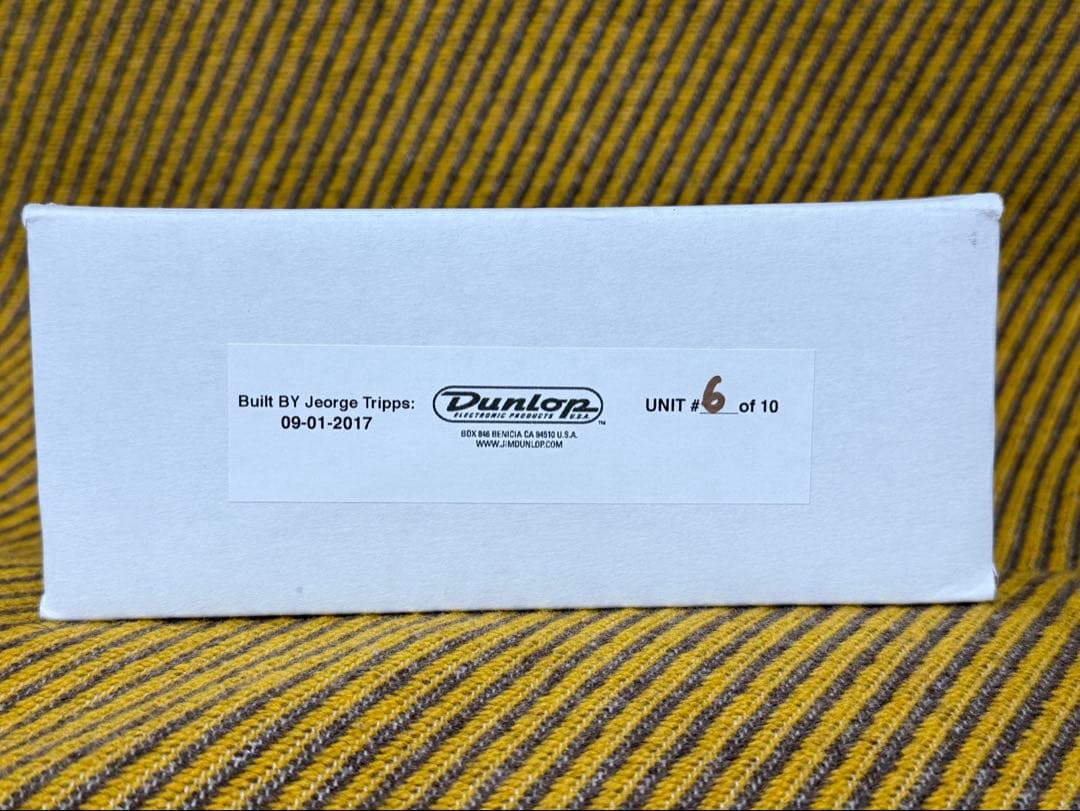 Built BY Jeorge Tripps:
09-01-2017
Dunlop
ELECTRONIC PRODUCTS U.S.A.
TM
BOX 846 BENICIA CA 94510 U.S.A.
WWW.JIMDUNLOP.COM
UNIT #6 of 10